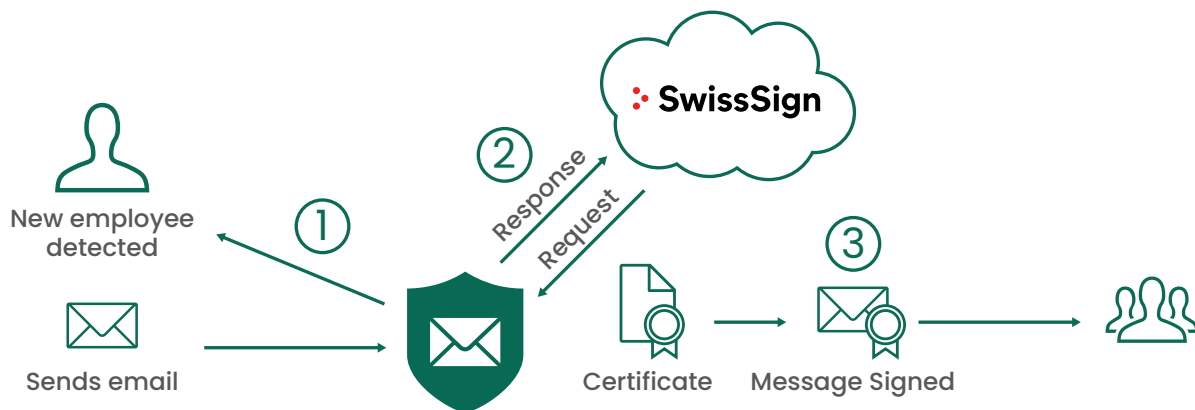 SwissSign
2
Response
Request
New employee
detected
1
3
Sends email
Certificate
Message Signed